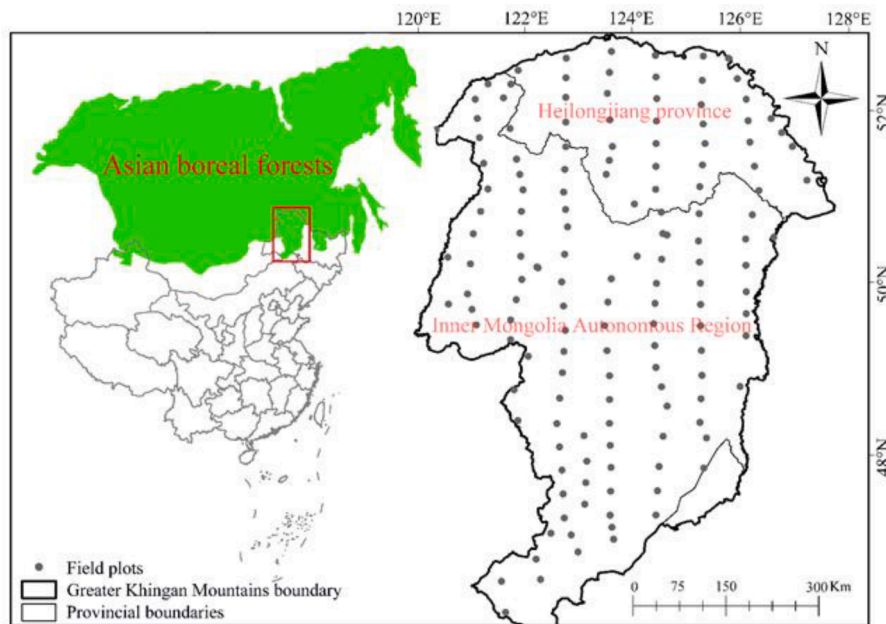 120°E 122°E 124°E 126°E 128°E
N
52°N
Heilongjiang province
Asian boreal forests
50°N
Inner Mongolia Autonomous Region
48°N
Field plots
Greater Khingan Mountains boundary
Provincial boundaries
0 75 150 300 Km